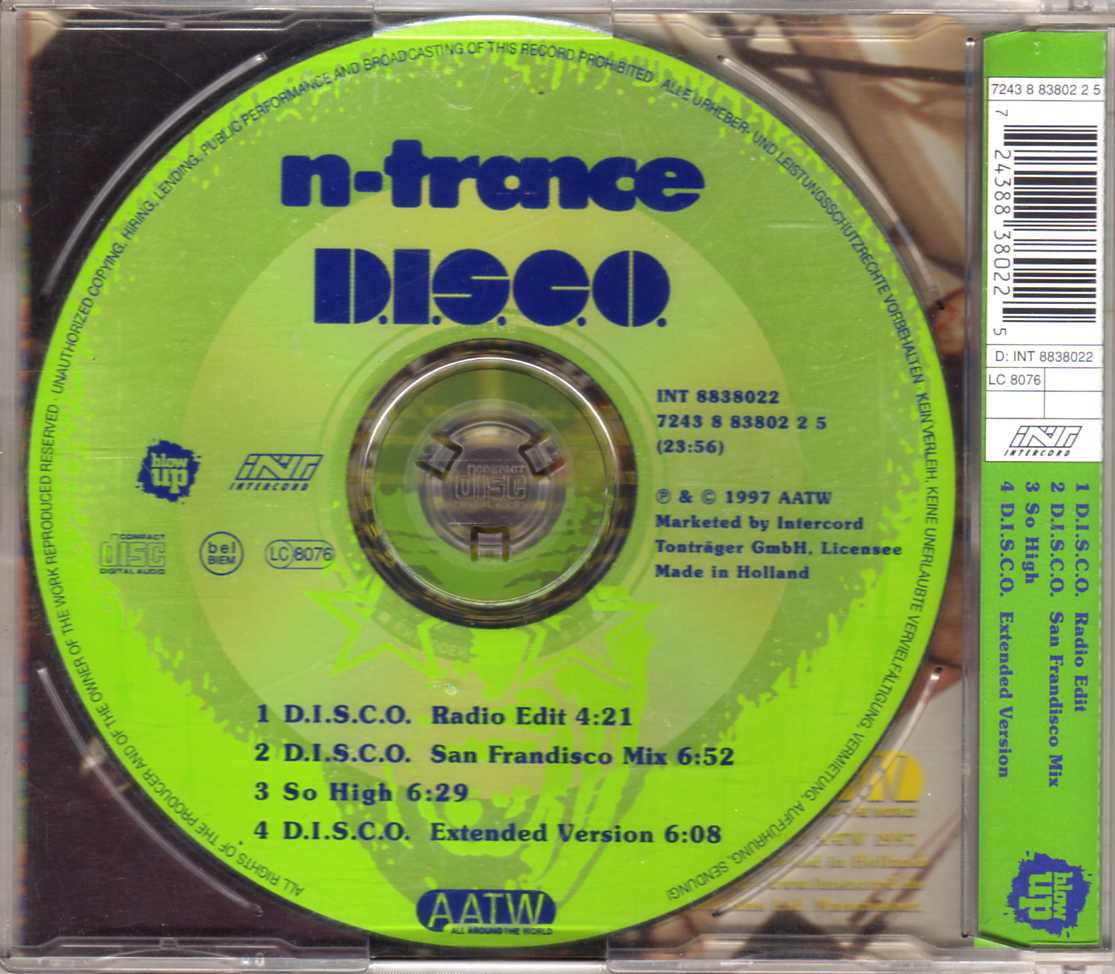 UNAUTHORIZED COPYING, HIRING, LENDING, PUBLIC PERFORMANCE AND BROADCASTING OF THIS RECORD PROHIBITED · ALLE URHEBER- UND LEISTUNGSSCHUTZRECHTE VORBEHALTEN · KEIN VERLEIH, KEINE UNERLAUBTE VERVIELFÄLTIGUNG, VERMIETUNG, AUFFÜHRUNG, SENDUNG!
ALL RIGHTS OF THE PRODUCER AND OF THE OWNER OF THE WORK REPRODUCED RESERVED ·
n-trance
D.I.S.C.O.
INT 8838022
7243 8 83802 2 5
(23:56)
℗ & © 1997 AATW
Marketed by Intercord
Tonträger GmbH, Licensee
Made in Holland
blow
up
INT
INTERCORD
COMPACT
disc
DIGITAL AUDIO
bel
BIEM
LC 8076
COMPACT
disc
1 D.I.S.C.O. Radio Edit 4:21
2 D.I.S.C.O. San Frandisco Mix 6:52
3 So High 6:29
4 D.I.S.C.O. Extended Version 6:08
AATW
ALL AROUND THE WORLD
7243 8 83802 2 5
7 24388 38022 5
D: INT 8838022
LC 8076
INT
INTERCORD
1 D.I.S.C.O. Radio Edit
2 D.I.S.C.O. San Frandisco Mix
3 So High
4 D.I.S.C.O. Extended Version
blow
up